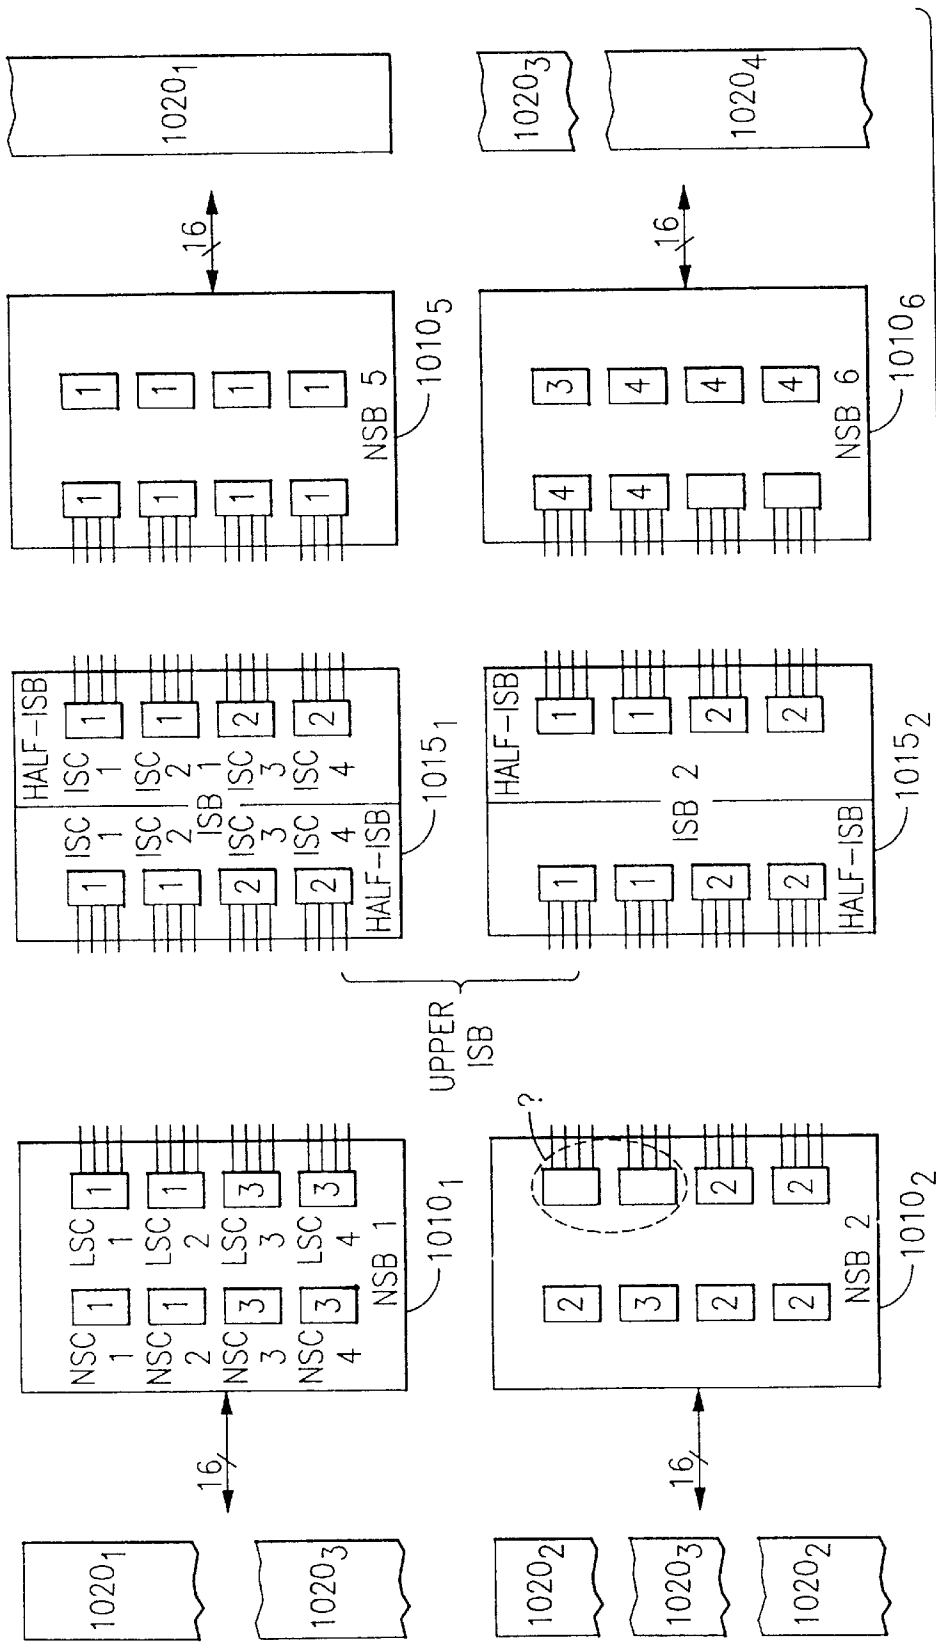 1020₁
1020₃
16
NSC 1
1
LSC 1
1
NSC 2
1
LSC 2
1
NSC 3
3
LSC 3
3
NSC 4
3
LSC 4
3
NSB 1
1010₁
HALF-ISB
1
ISC 1
ISC 1
1
1
ISC 2
ISC 2
1
ISB 1
2
ISC 3
ISC 3
2
2
ISC 4
ISC 4
2
HALF-ISB
1015₁
1
1
1
1
1
1
1
1
NSB 5
1010₅
16
1020₁
UPPER
ISB
1020₂
1020₃
1020₂
16
2
3
2
2
2
2
?
NSB 2
1010₂
HALF-ISB
1
1
1
1
ISB 2
2
2
2
2
HALF-ISB
1015₂
4
3
4
4
4
4
NSB 6
1010₆
16
1020₃
1020₄